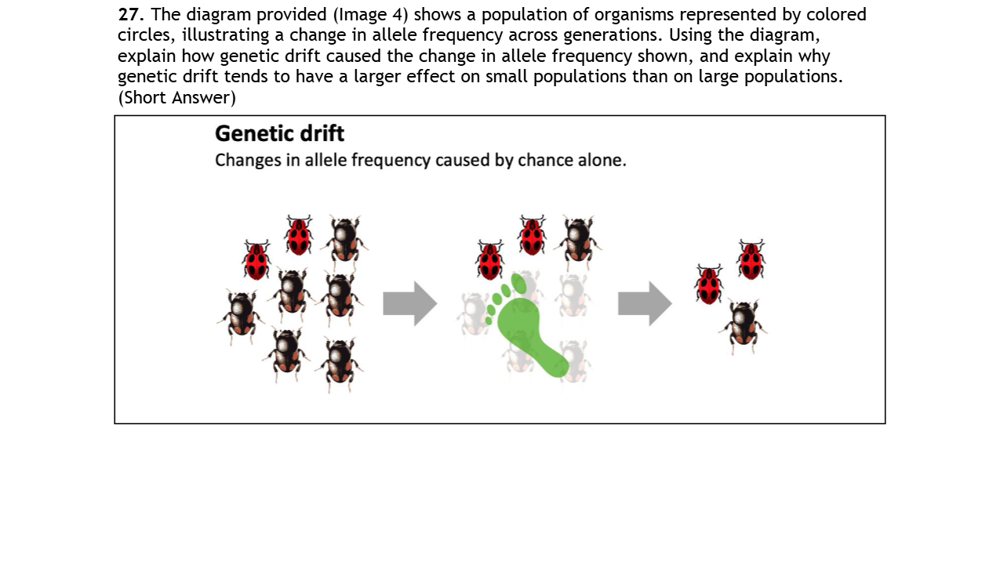 27. The diagram provided (Image 4) shows a population of organisms represented by colored
circles, illustrating a change in allele frequency across generations. Using the diagram,
explain how genetic drift caused the change in allele frequency shown, and explain why
genetic drift tends to have a larger effect on small populations than on large populations.
(Short Answer)
Genetic drift
Changes in allele frequency caused by chance alone.